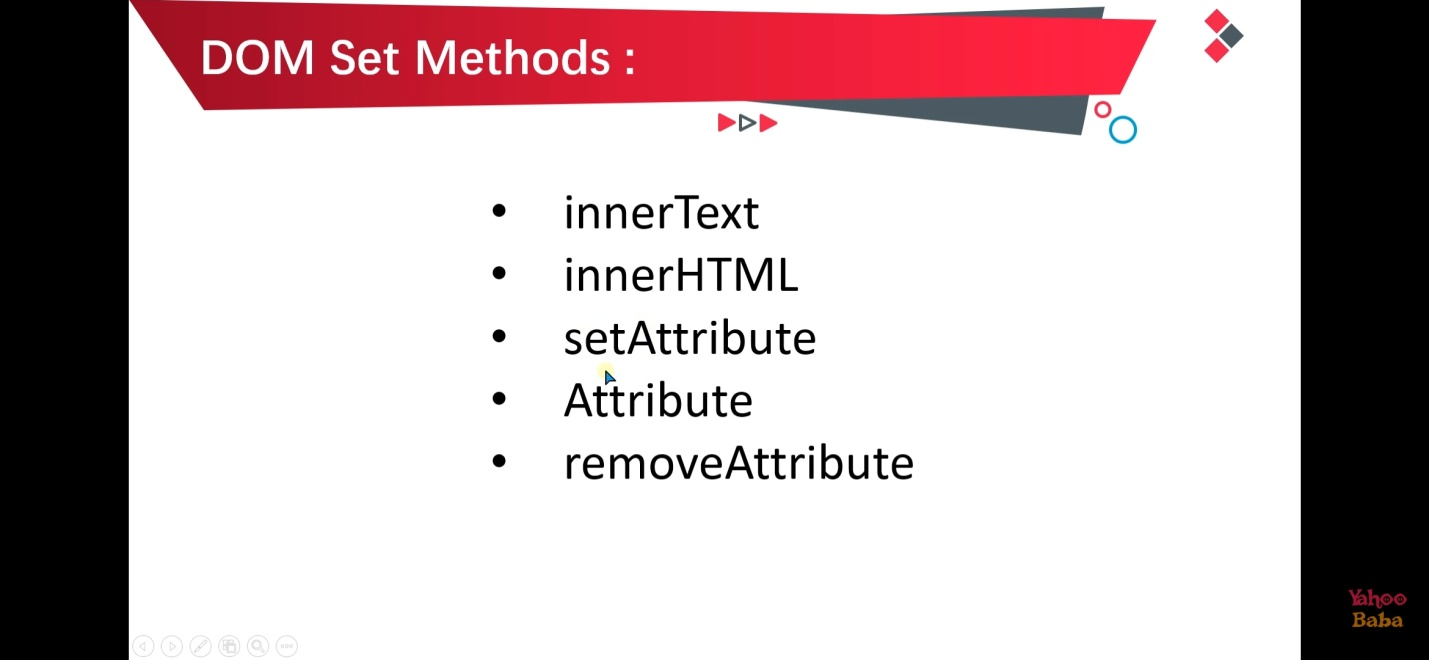 DOM Set Methods :
• innerText
• innerHTML
• setAttribute
• Attribute
• removeAttribute
Yahoo
Baba